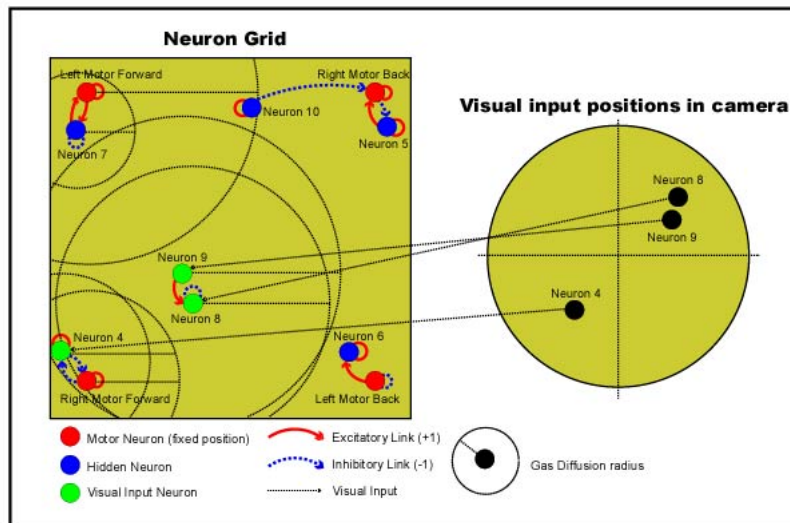 Neuron Grid
Left Motor Forward
Right Motor Back
Neuron 10
Neuron 7
Neuron 5
Neuron 9
Neuron 8
Neuron 4
Neuron 6
Right Motor Forward
Left Motor Back
Visual input positions in camera
Neuron 8
Neuron 9
Neuron 4
Motor Neuron (fixed position)
Hidden Neuron
Visual Input Neuron
Excitatory Link (+1)
Inhibitory Link (-1)
Visual Input
Gas Diffusion radius